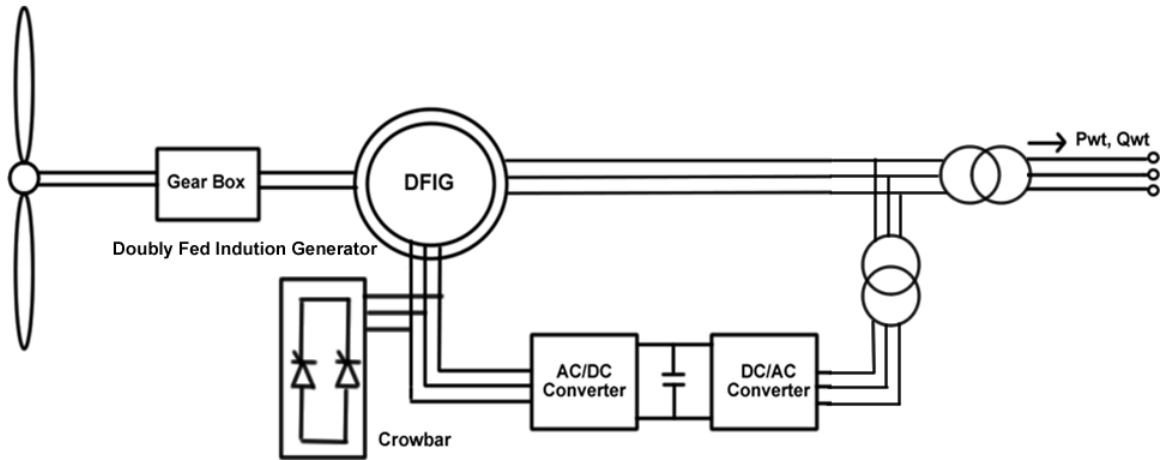 Pwt, Qwt
Gear Box
DFIG
Doubly Fed Indution Generator
AC/DC
Converter
DC/AC
Converter
Crowbar